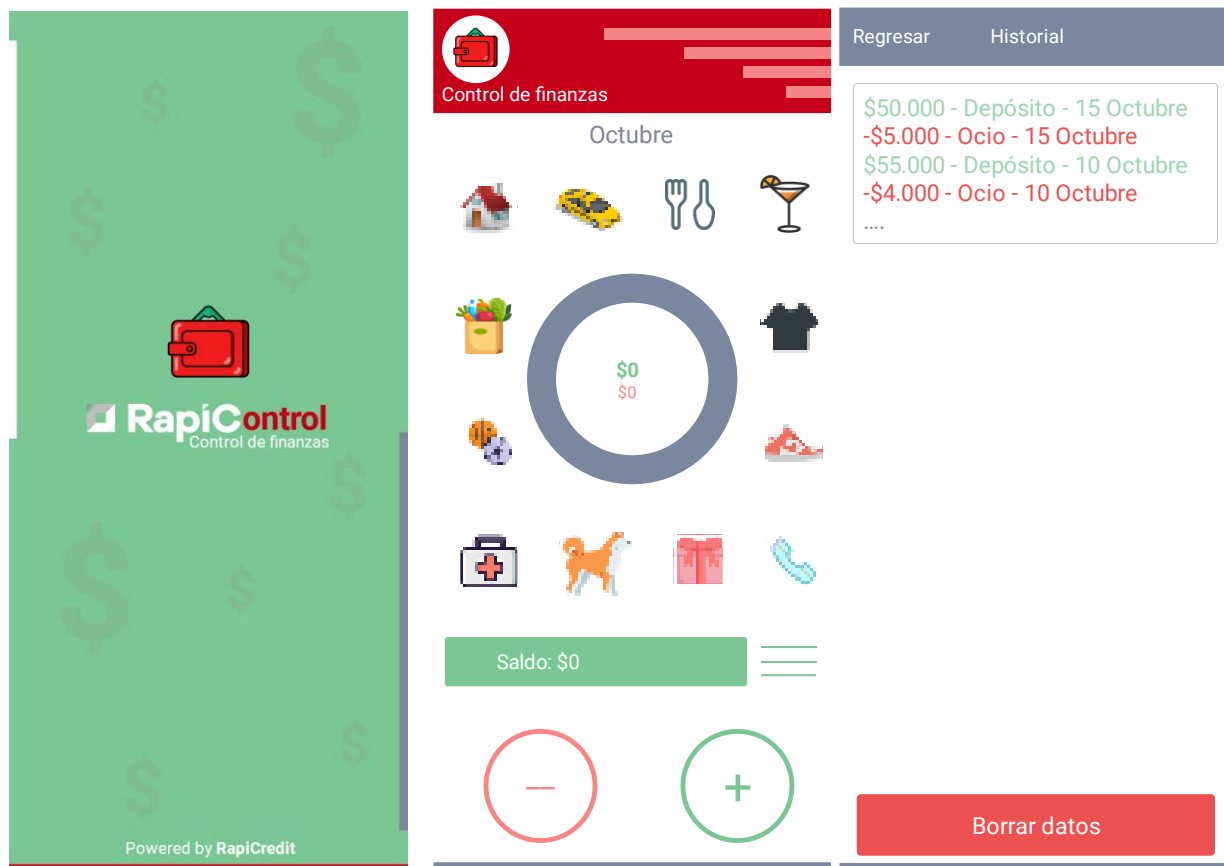 RapíControl
Control de finanzas
Powered by RapiCredit
Control de finanzas
Octubre
$0
$0
Saldo: $0
Regresar
Historial
$50.000 - Depósito - 15 Octubre
-$5.000 - Ocio - 15 Octubre
$55.000 - Depósito - 10 Octubre
-$4.000 - Ocio - 10 Octubre
....
Borrar datos